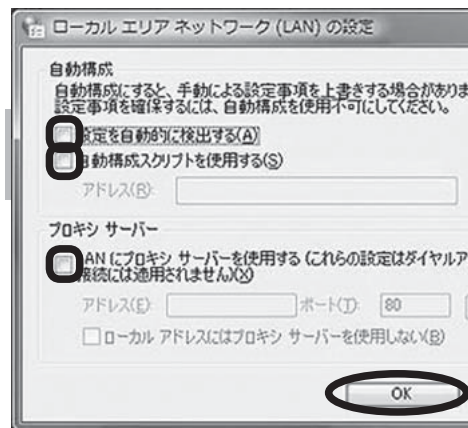 ローカル エリア ネットワーク (LAN) の設定
自動構成
自動構成にすると、手動による設定事項を上書きする場合がありま
設定事項を確保するには、自動構成を使用不可にしてください。
設定を自動的に検出する(A)
自動構成スクリプトを使用する(S)
アドレス(R):
プロキシ サーバー
LAN にプロキシ サーバーを使用する (これらの設定はダイヤルア
接続には適用されません)(X)
アドレス(E): ポート(T): 80
ローカル アドレスにはプロキシ サーバーを使用しない(B)
OK